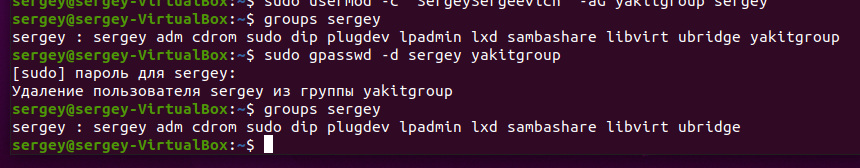 sergey@sergey-VirtualBox:~$ sudo usermod -c "SergeySergeevich" -aG yakitgroup sergey
sergey@sergey-VirtualBox:~$ groups sergey
sergey : sergey adm cdrom sudo dip plugdev lpadmin lxd sambashare libvirt ubridge yakitgroup
sergey@sergey-VirtualBox:~$ sudo gpasswd -d sergey yakitgroup
[sudo] пароль для sergey:
Удаление пользователя sergey из группы yakitgroup
sergey@sergey-VirtualBox:~$ groups sergey
sergey : sergey adm cdrom sudo dip plugdev lpadmin lxd sambashare libvirt ubridge
sergey@sergey-VirtualBox:~$